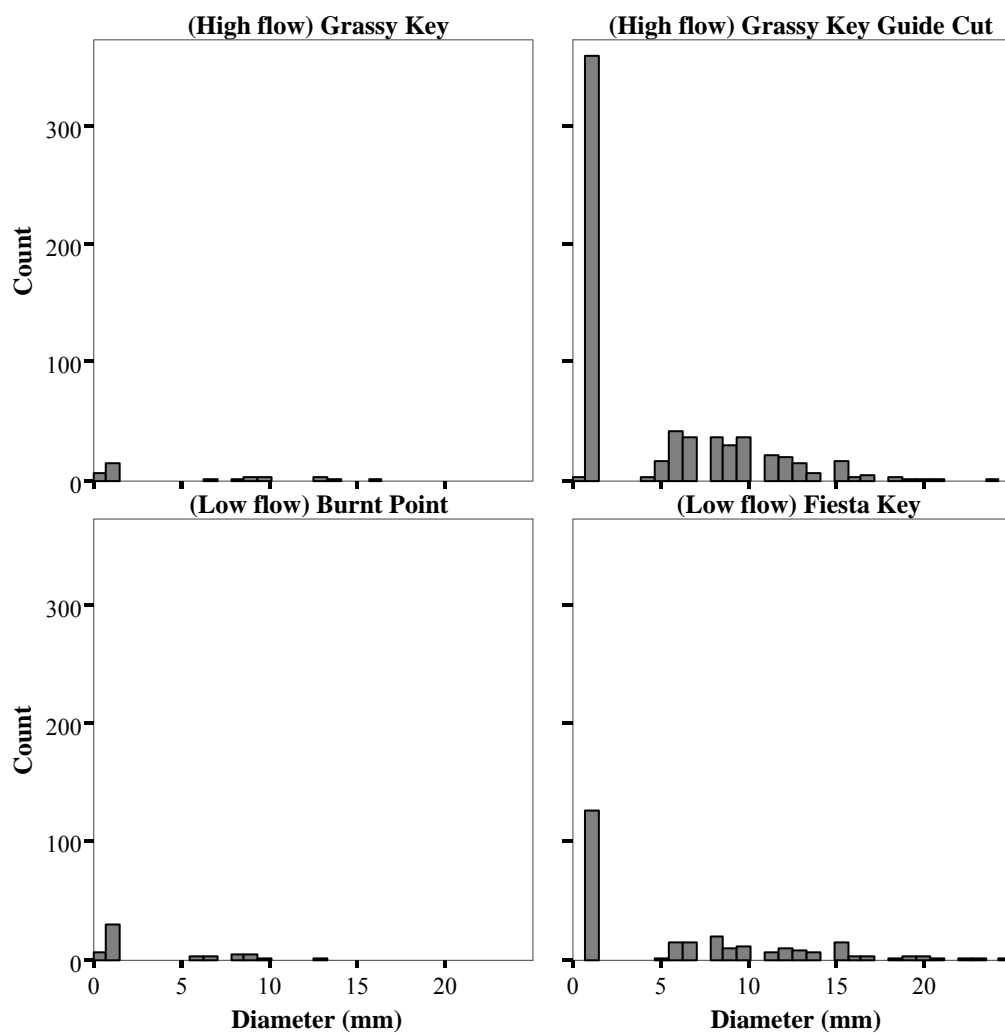 (High flow) Grassy Key
(High flow) Grassy Key Guide Cut
300
200
100
0
Count
(Low flow) Burnt Point
(Low flow) Fiesta Key
300
200
100
0
Count
0 5 10 15 20
0 5 10 15 20
Diameter (mm)
Diameter (mm)